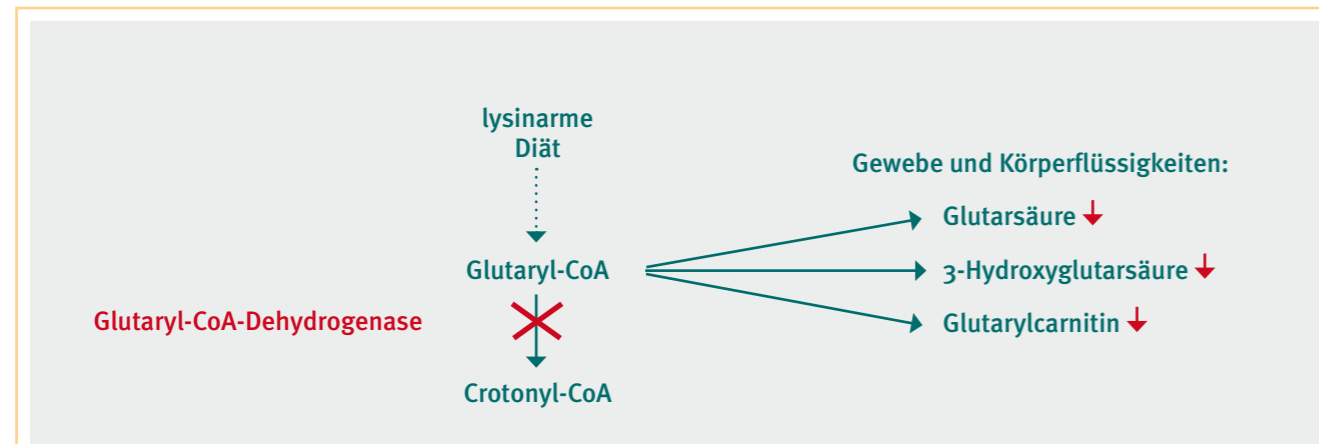 lysinarme
Diät
Gewebe und Körperflüssigkeiten:
Glutarsäure
Glutaryl-CoA
3-Hydroxyglutarsäure
Glutaryl-CoA-Dehydrogenase
Glutarylcarnitin
Crotonyl-CoA